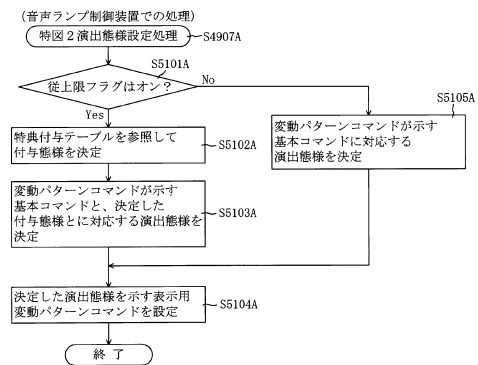 （音声ランプ制御装置での処理）
特図２演出態様設定処理
S4907A
S5101A
従上限フラグはオン？
No
Yes
S5105A
特典付与テーブルを参照して
付与態様を決定
S5102A
変動パターンコマンドが示す
基本コマンドに対応する
演出態様を決定
変動パターンコマンドが示す
基本コマンドと、決定した
付与態様とに対応する演出態様を
決定
S5103A
決定した演出態様を示す表示用
変動パターンコマンドを設定
S5104A
終 了